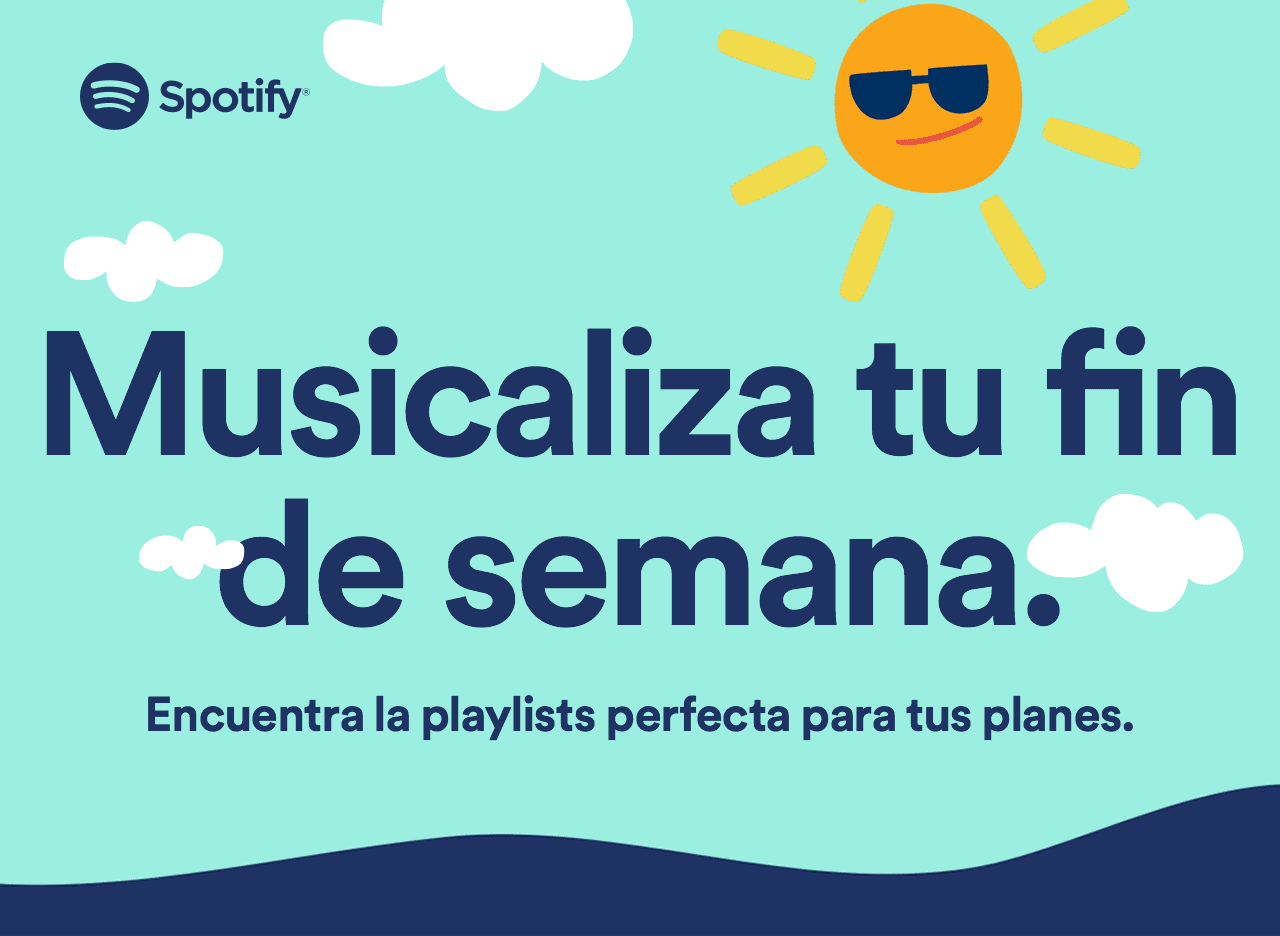 Spotify®
Musicaliza tu fin
de semana.
Encuentra la playlists perfecta para tus planes.